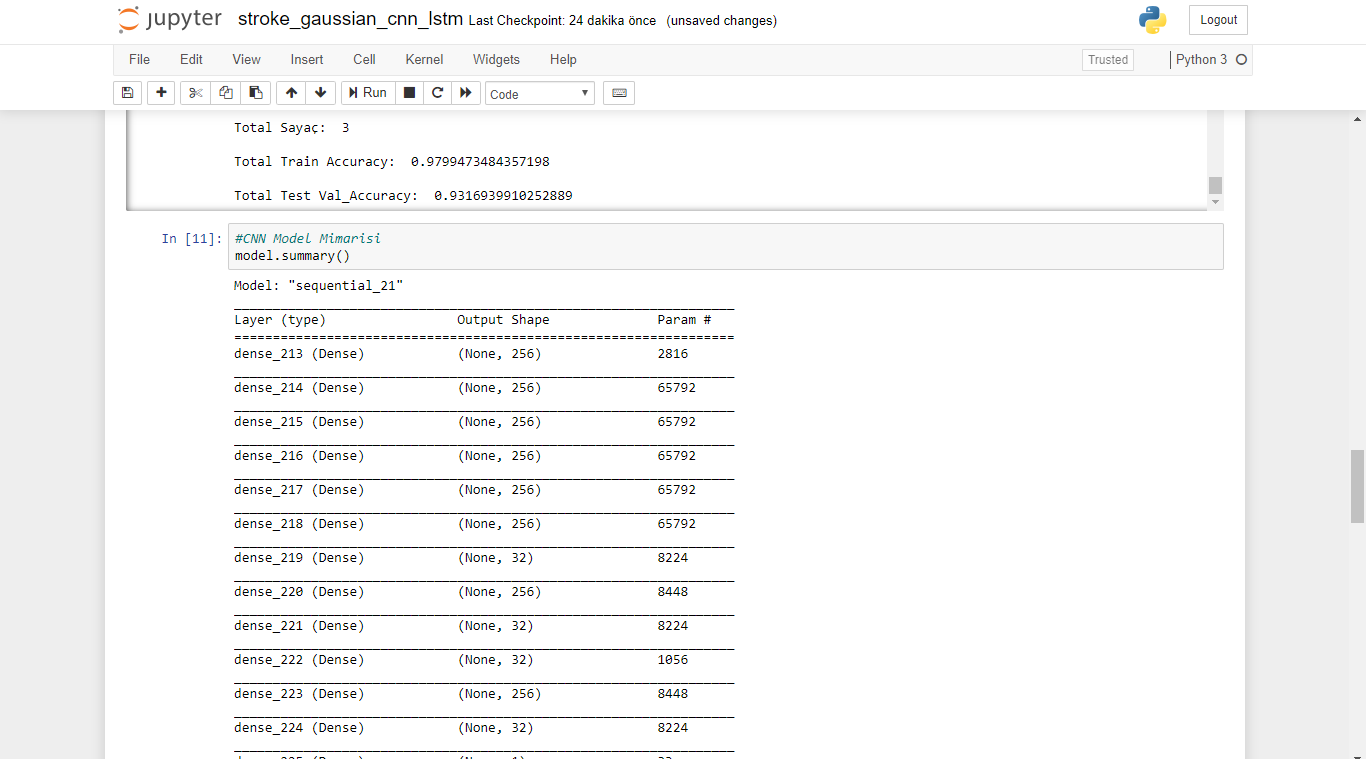 jupyter stroke_gaussian_cnn_lstm Last Checkpoint: 24 dakika önce (unsaved changes) Logout
File Edit View Insert Cell Kernel Widgets Help Trusted Python 3
Run Code
Total Sayaç: 3
Total Train Accuracy: 0.9799473484357198
Total Test Val_Accuracy: 0.9316939910252889
In [11]: #CNN Model Mimarisi
model.summary()
Model: "sequential_21"
_________________________________________________________________
Layer (type) Output Shape Param #
=================================================================
dense_213 (Dense) (None, 256) 2816
_________________________________________________________________
dense_214 (Dense) (None, 256) 65792
_________________________________________________________________
dense_215 (Dense) (None, 256) 65792
_________________________________________________________________
dense_216 (Dense) (None, 256) 65792
_________________________________________________________________
dense_217 (Dense) (None, 256) 65792
_________________________________________________________________
dense_218 (Dense) (None, 256) 65792
_________________________________________________________________
dense_219 (Dense) (None, 32) 8224
_________________________________________________________________
dense_220 (Dense) (None, 256) 8448
_________________________________________________________________
dense_221 (Dense) (None, 32) 8224
_________________________________________________________________
dense_222 (Dense) (None, 32) 1056
_________________________________________________________________
dense_223 (Dense) (None, 256) 8448
_________________________________________________________________
dense_224 (Dense) (None, 32) 8224
_________________________________________________________________